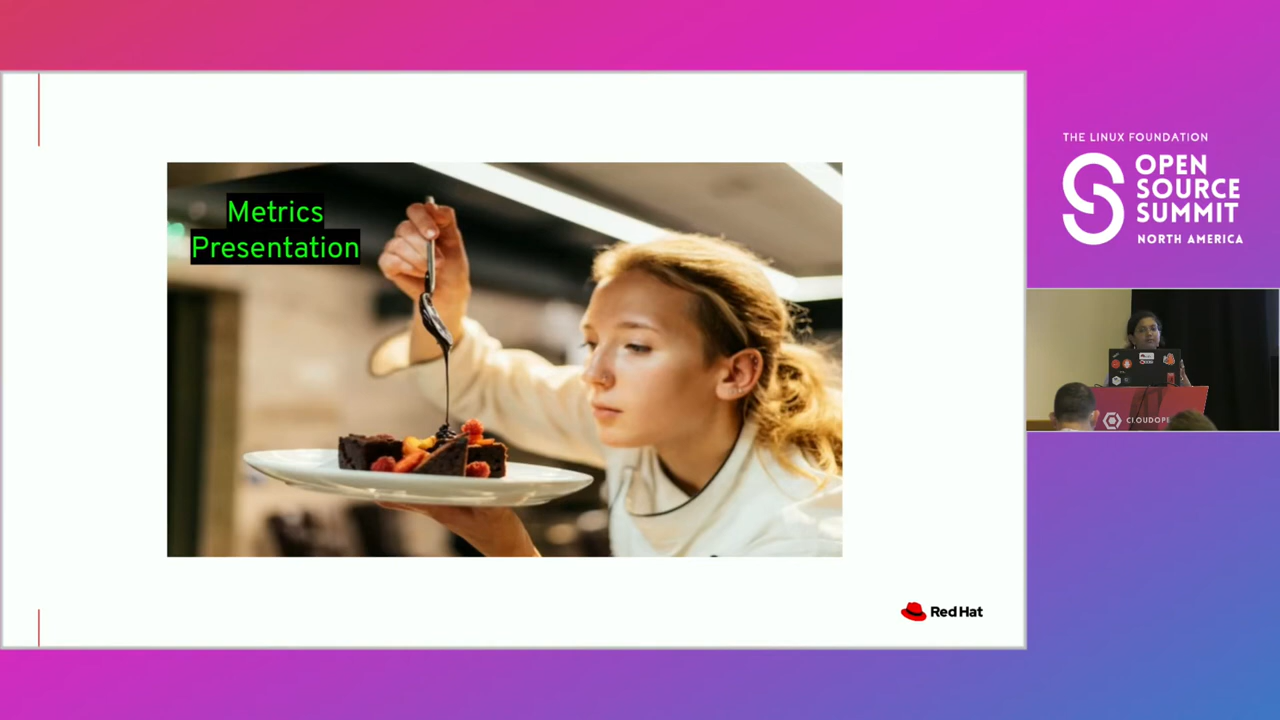 Metrics
Presentation
Red Hat
THE LINUX FOUNDATION
OPEN
SOURCE
SUMMIT
NORTH AMERICA